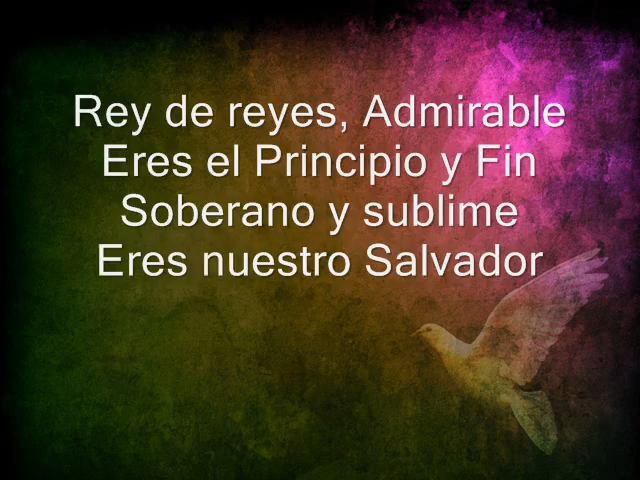 Rey de reyes, Admirable
Eres el Principio y Fin
Soberano y sublime
Eres nuestro Salvador